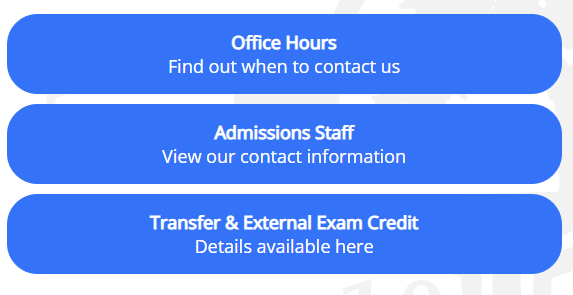 Office Hours
Find out when to contact us
Admissions Staff
View our contact information
Transfer & External Exam Credit
Details available here